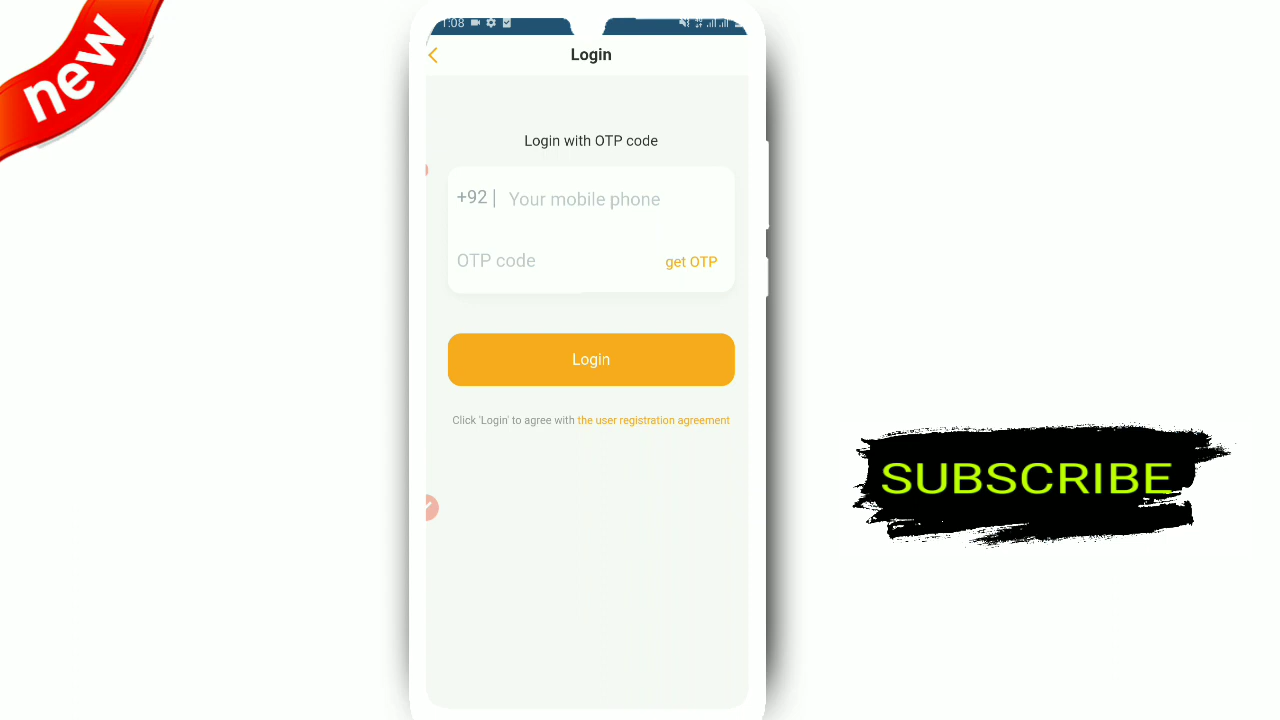 new
1:08
Login
Login with OTP code
+92 | Your mobile phone
OTP code get OTP
Login
Click 'Login' to agree with the user registration agreement
SUBSCRIBE